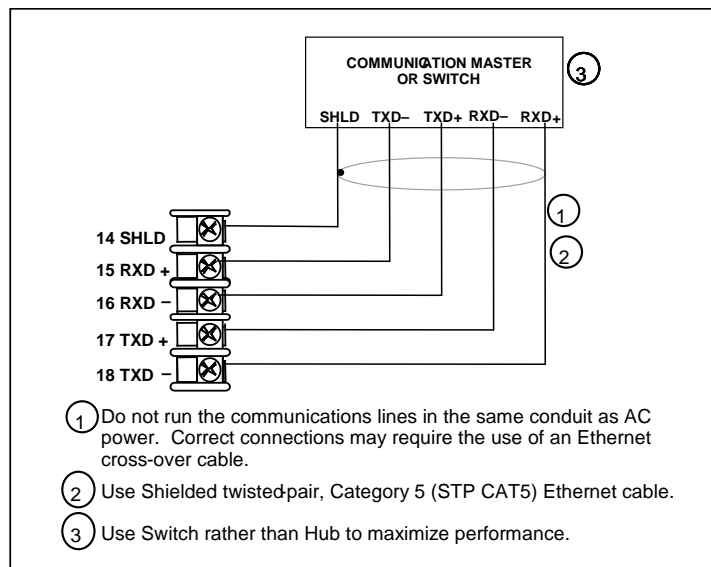 COMMUNICATION MASTER
OR SWITCH
3
SHLD TXD– TXD+ RXD– RXD+
1
2
14 SHLD
15 RXD +
16 RXD –
17 TXD +
18 TXD –
1 Do not run the communications lines in the same conduit as AC
power. Correct connections may require the use of an Ethernet
cross-over cable.
2 Use Shielded twisted-pair, Category 5 (STP CAT5) Ethernet cable.
3 Use Switch rather than Hub to maximize performance.